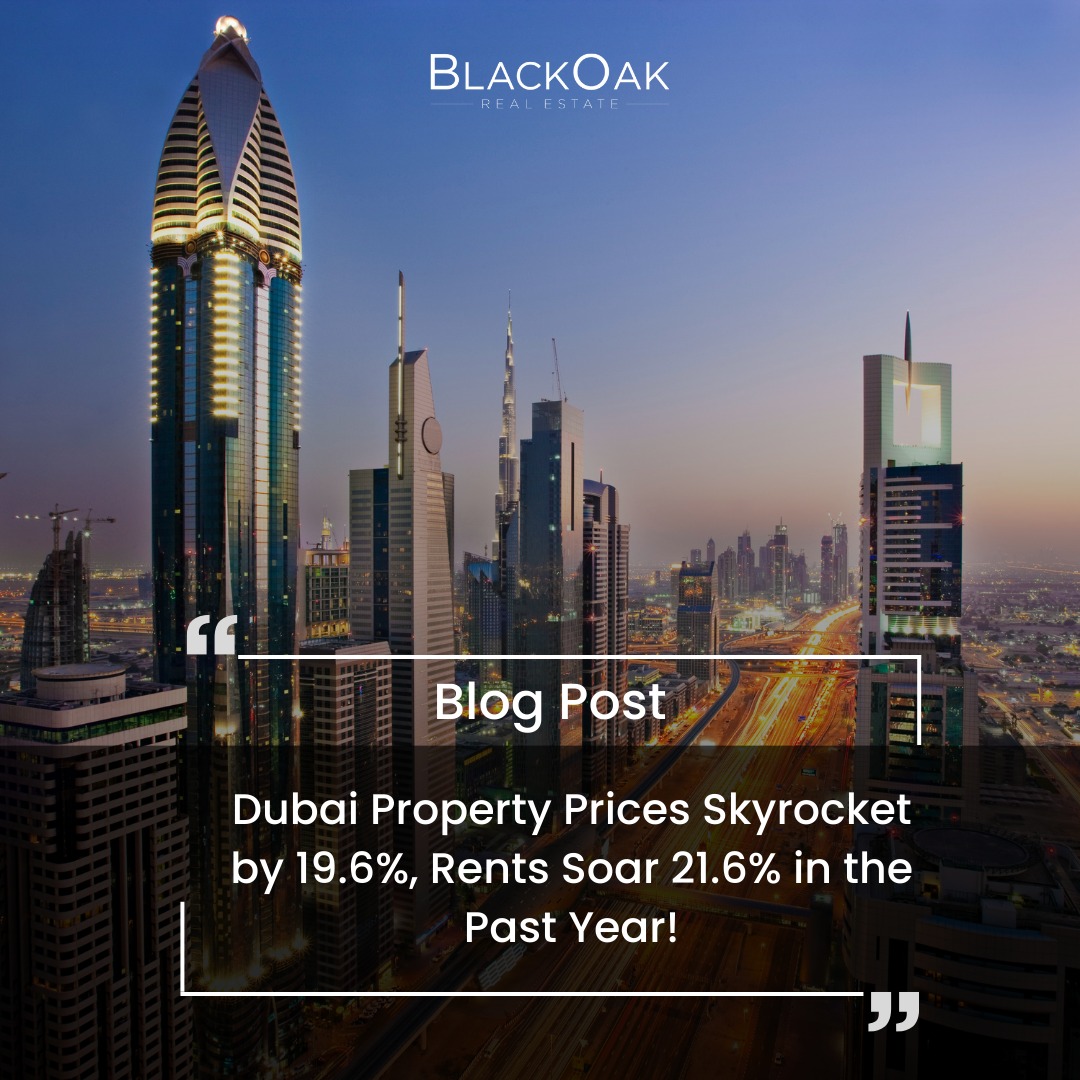 BLACKOAK
REAL ESTATE
“
Blog Post
Dubai Property Prices Skyrocket
by 19.6%, Rents Soar 21.6% in the
Past Year!
”